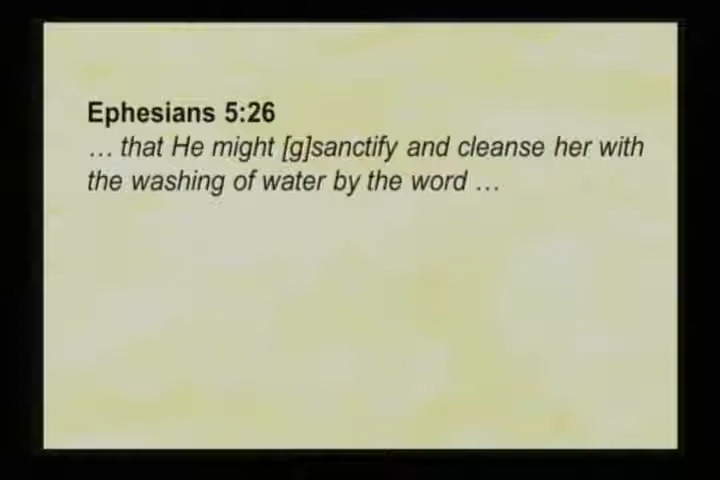 Ephesians 5:26
… that He might [g]sanctify and cleanse her with
the washing of water by the word …